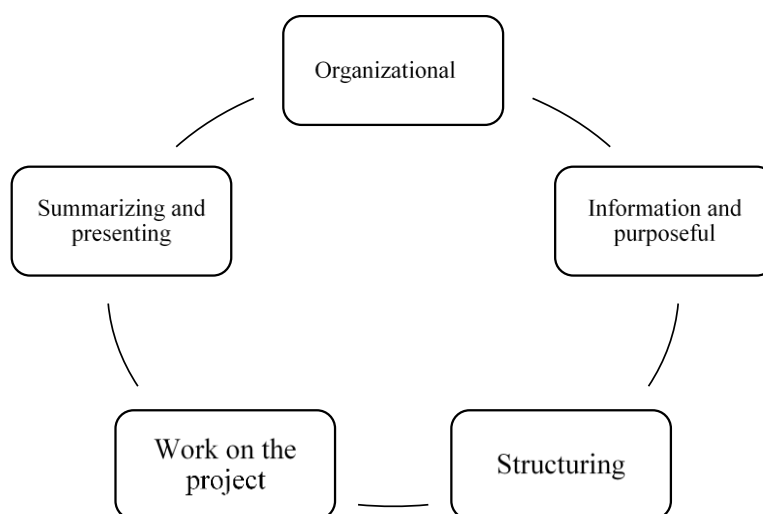 Organizational
Information and
purposeful
Structuring
Work on the
project
Summarizing and
presenting